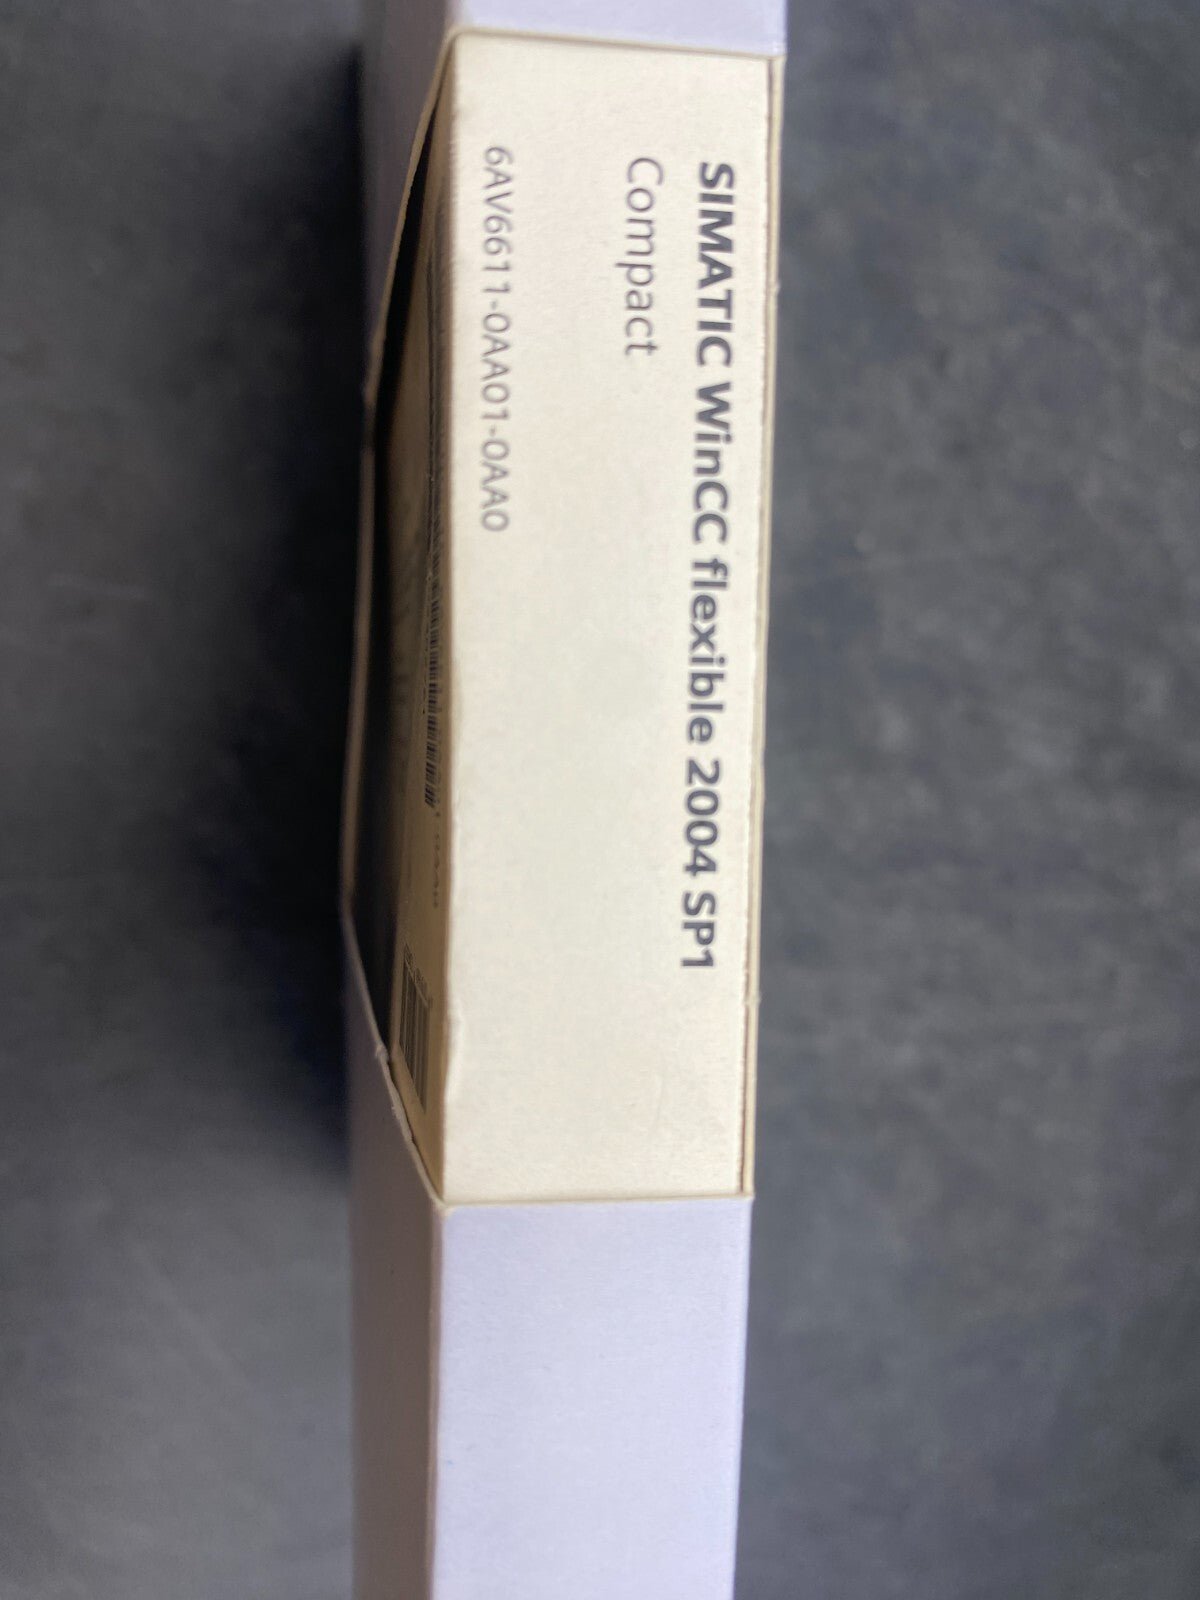 SIMATIC WinCC flexible 2004 SP1
Compact
6AV6611-0AA01-0AA0